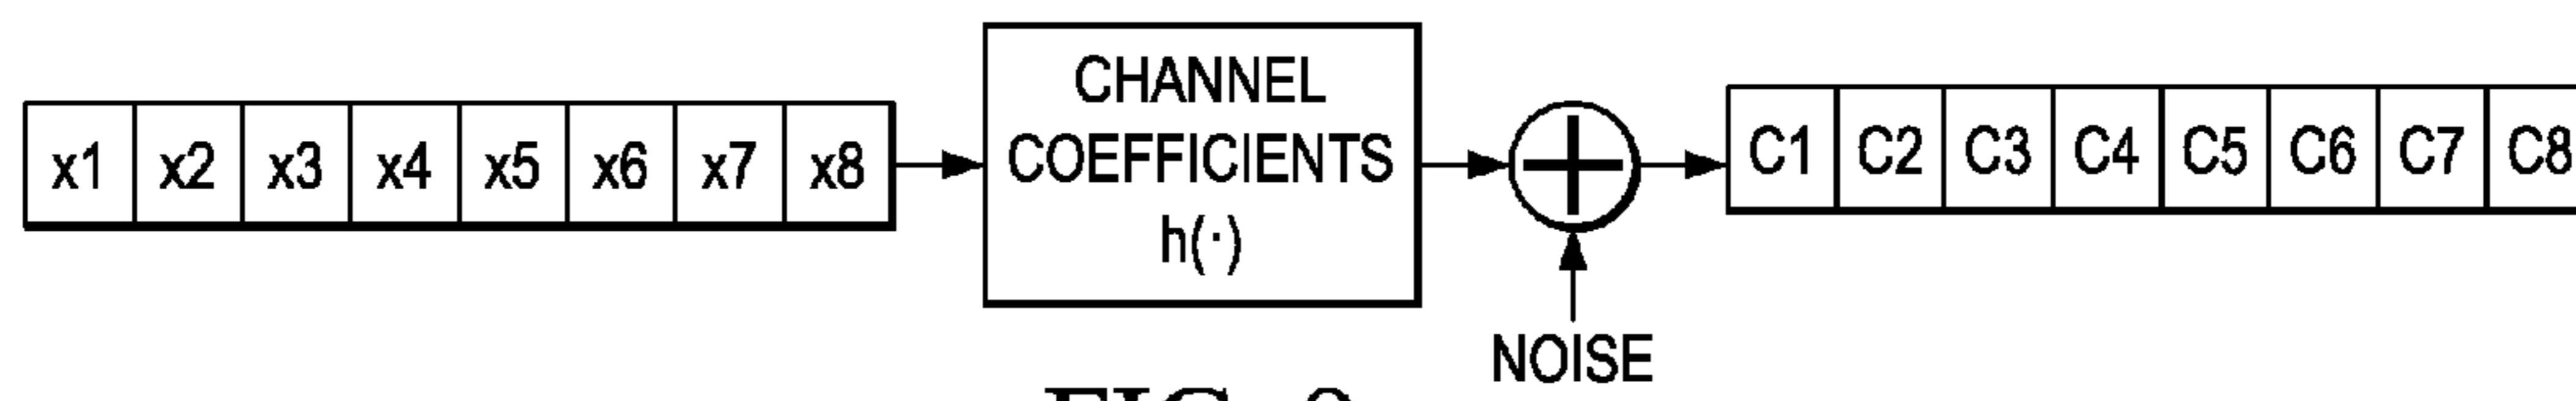 x1 x2 x3 x4 x5 x6 x7 x8
CHANNEL
COEFFICIENTS
h(·)
NOISE
C1 C2 C3 C4 C5 C6 C7 C8